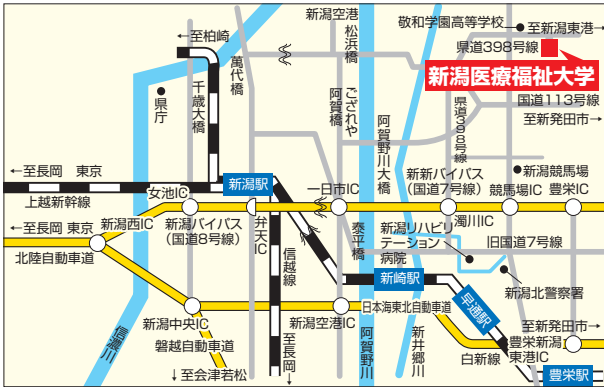 新潟空港
敬和学園高等学校
→至新東港
←至柏崎
松浜橋
県道398号線
新潟医療福祉大学
萬代橋
千歳大橋
県庁
ござれや
阿賀橋
阿賀野川大橋
県道398号線
国道113号線
至新発田市→
←至長岡 東京
上越新幹線
女池IC
新潟駅
一日市IC
新新バイパス
(国道7号線)
新潟競馬場
競馬場IC
豊栄IC
新潟西IC
新潟バイパス
(国道8号線)
弁天IC
濁川IC
←至長岡 東京
北陸自動車道
信越線
泰平橋
新潟リハビリ
テーション
病院
旧国道7号線
新崎駅
新潟北警察署
早通駅
日本海東北自動車道
信濃川
新潟中央IC
磐越自動車道
新潟空港IC
阿賀野川
新井郷川
至新発田市→
豊栄新潟
東港IC
白新線
↓至会津若松
至長岡
↓
豊栄駅